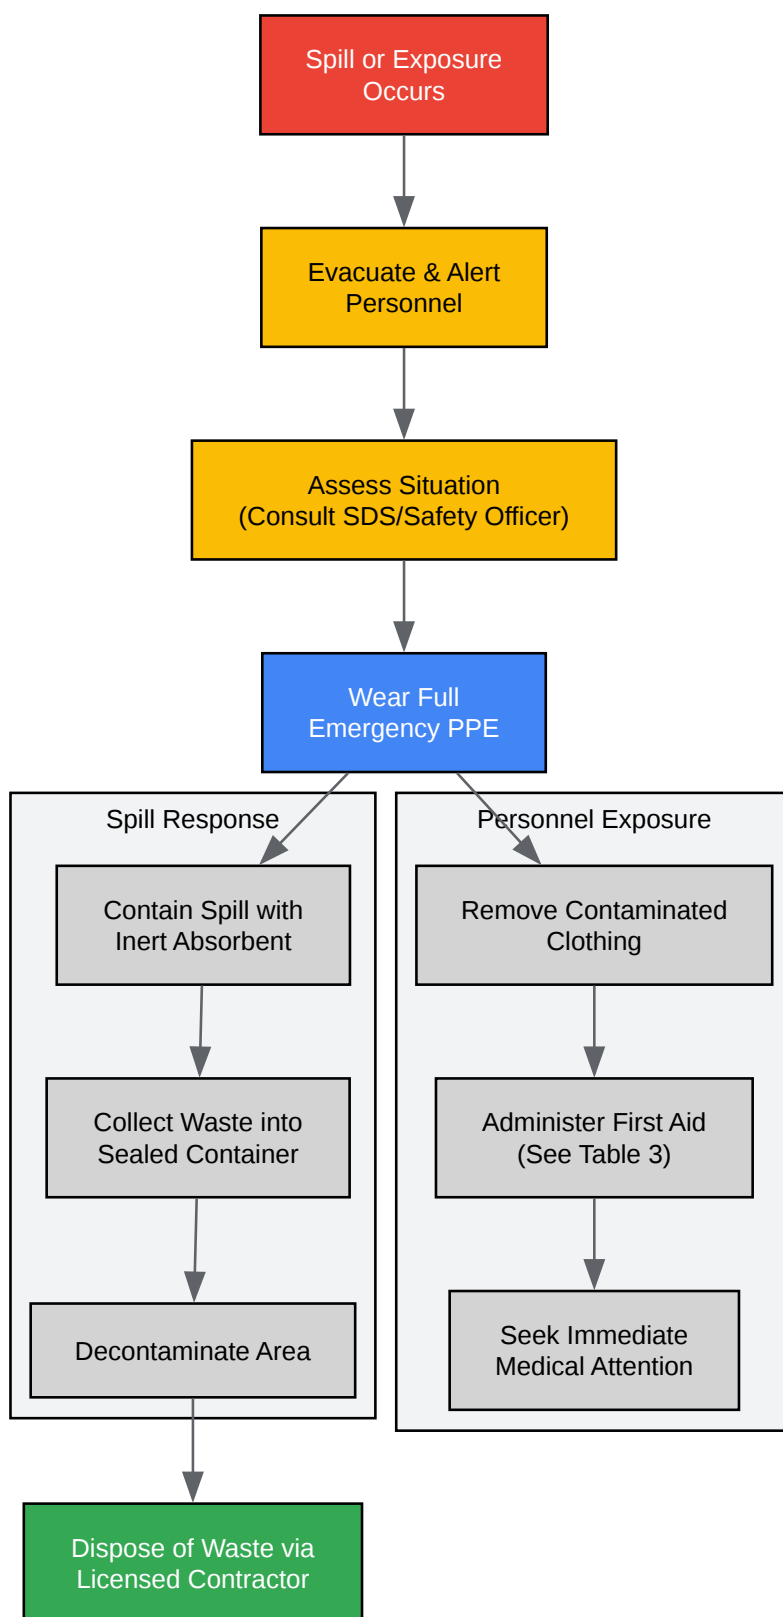 Spill or Exposure
Occurs
Evacuate & Alert
Personnel
Assess Situation
(Consult SDS/Safety Officer)
Wear Full
Emergency PPE
Spill Response
Contain Spill with
Inert Absorbent
Collect Waste into
Sealed Container
Decontaminate Area
Personnel Exposure
Remove Contaminated
Clothing
Administer First Aid
(See Table 3)
Seek Immediate
Medical Attention
Dispose of Waste via
Licensed Contractor